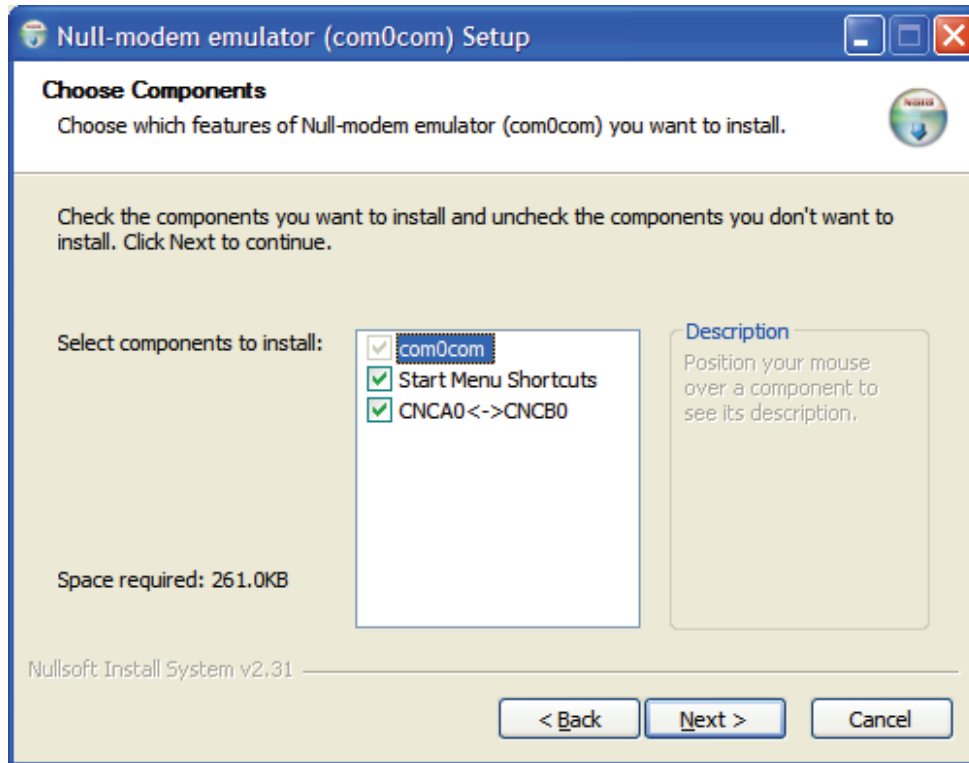 Null-modem emulator (com0com) Setup
Choose Components
Choose which features of Null-modem emulator (com0com) you want to install.
Check the components you want to install and uncheck the components you don't want to
install. Click Next to continue.
Select components to install:
com0com
Start Menu Shortcuts
CNCA0<->CNCB0
Description
Position your mouse
over a component to
see its description.
Space required: 261.0KB
Nullsoft Install System v2.31
< Back
Next >
Cancel